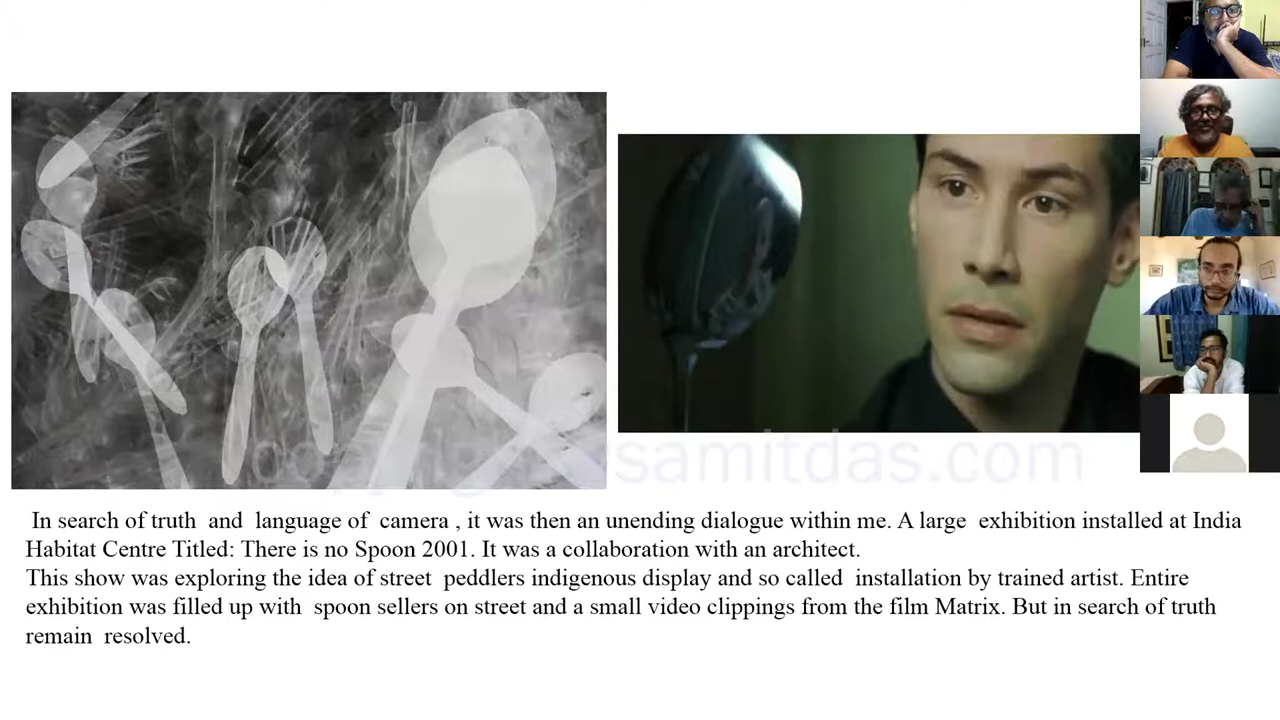 In search of truth and language of camera , it was then an unending dialogue within me. A large exhibition installed at India
Habitat Centre Titled: There is no Spoon 2001. It was a collaboration with an architect.
This show was exploring the idea of street peddlers indigenous display and so called installation by trained artist. Entire
exhibition was filled up with spoon sellers on street and a small video clippings from the film Matrix. But in search of truth
remain resolved.